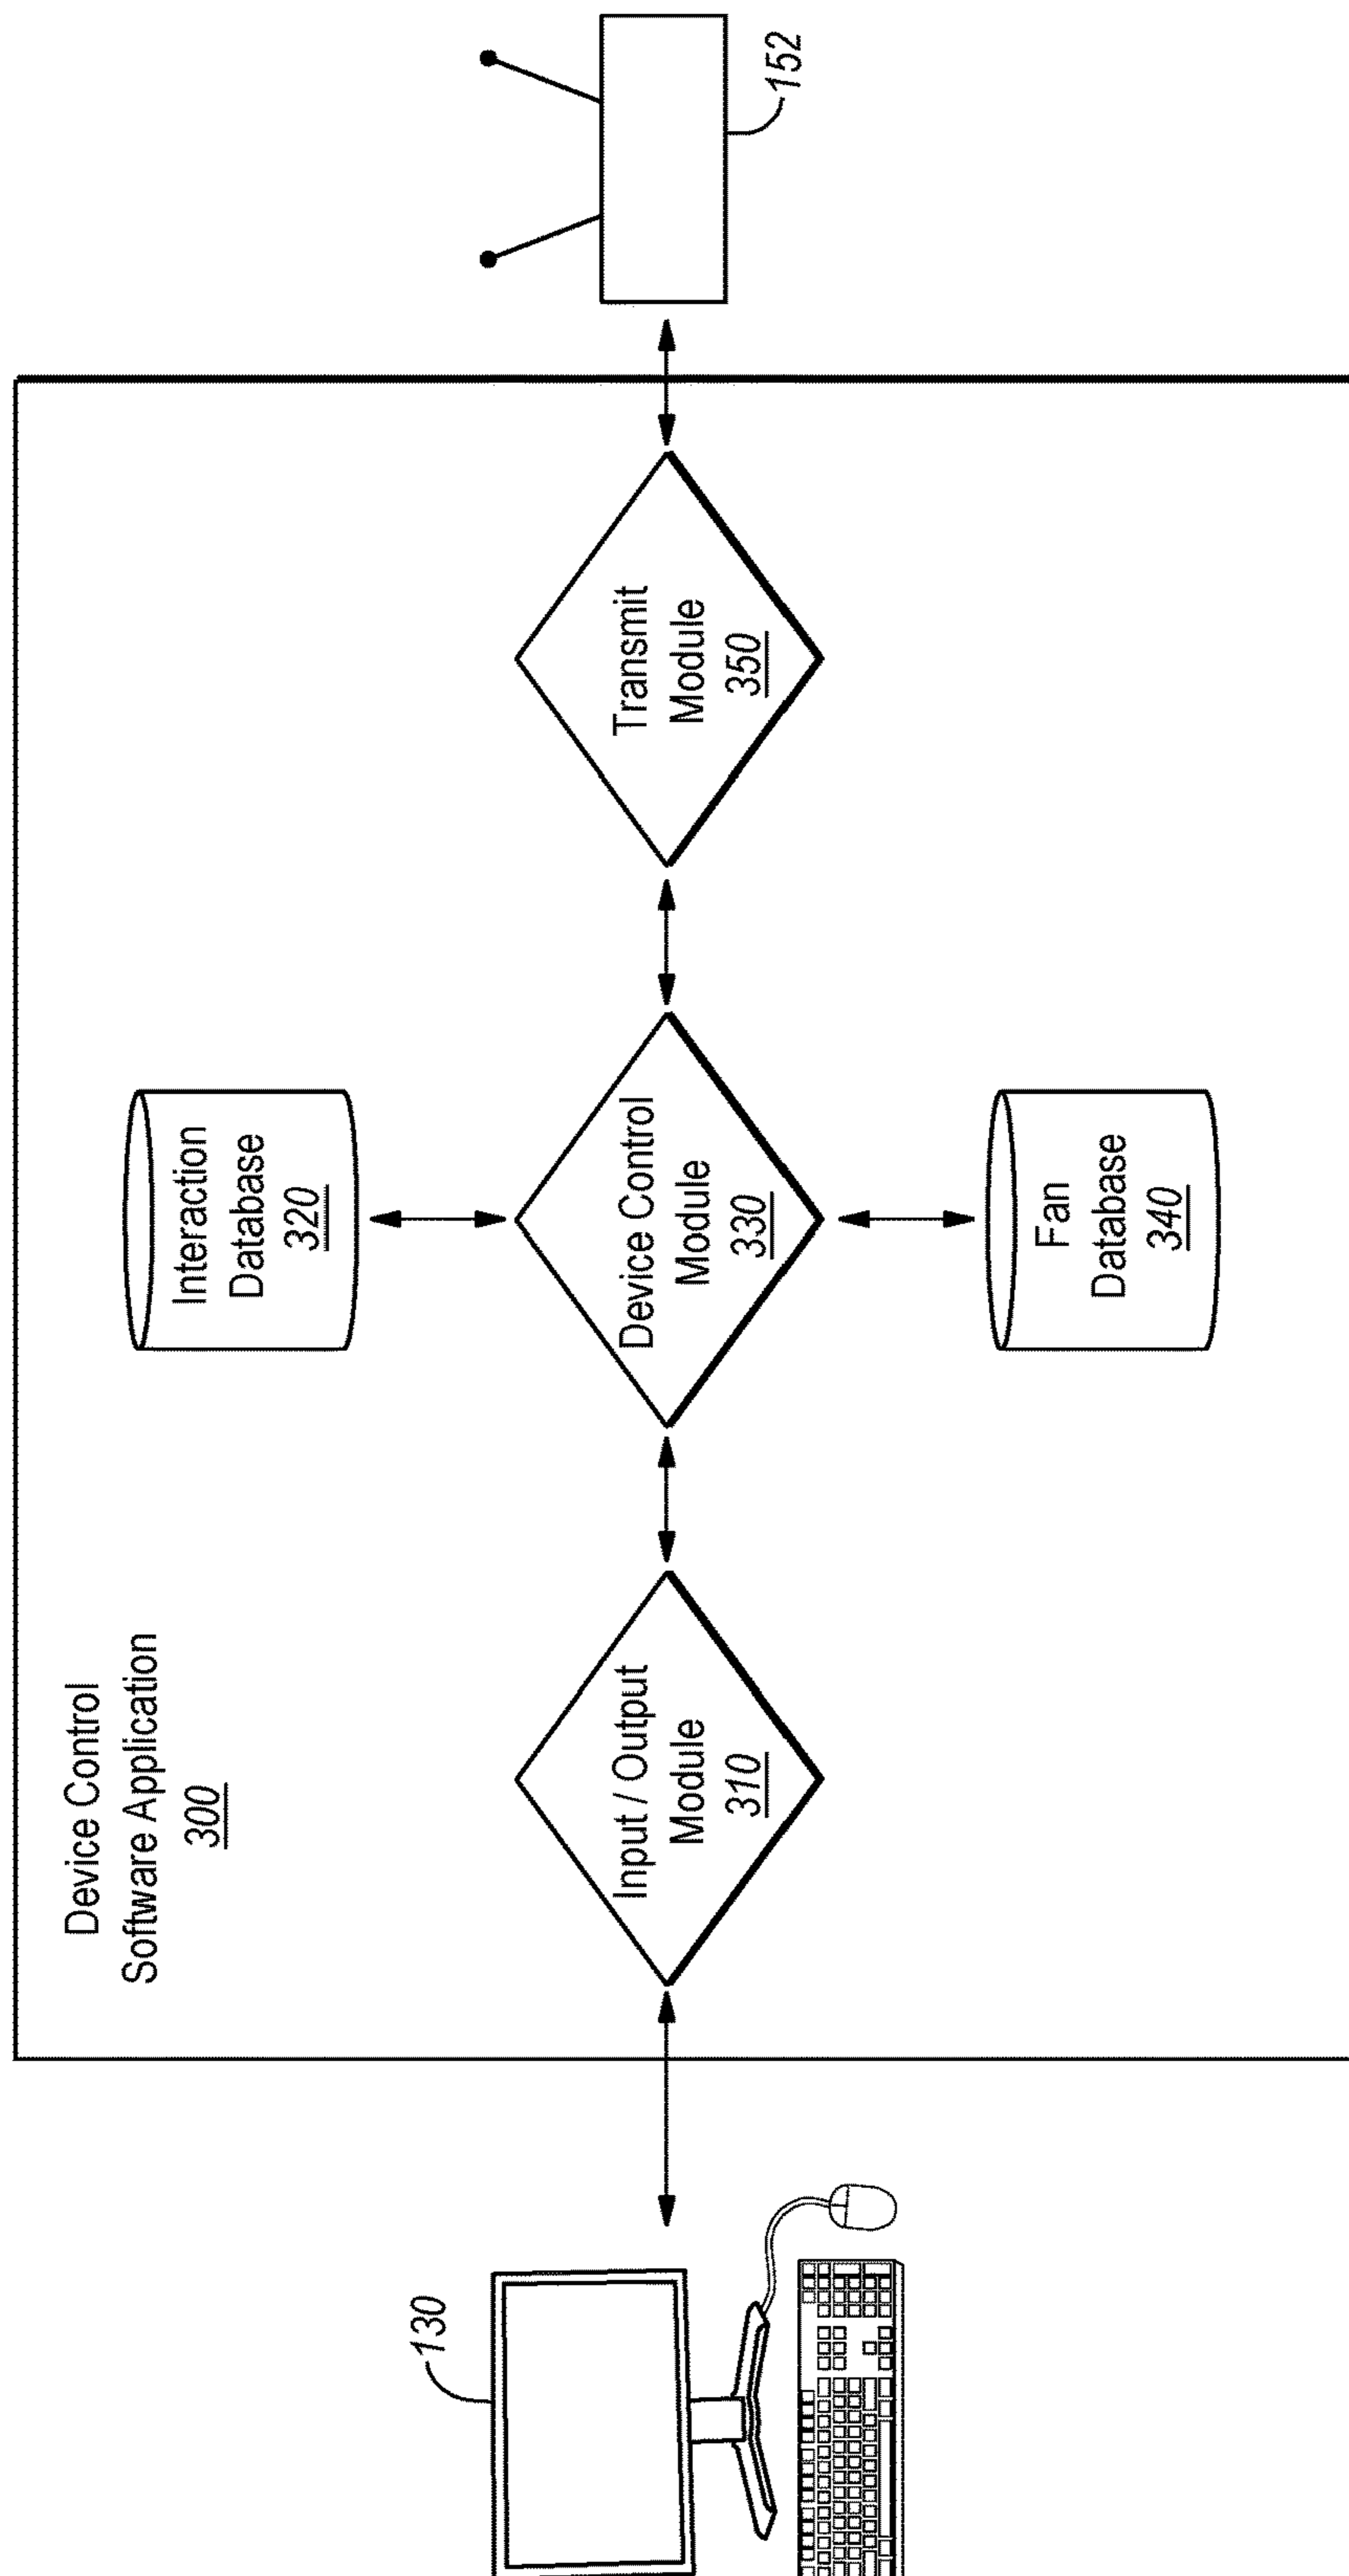 Device Control
Software Application
300
130
Input / Output
Module
310
Interaction
Database
320
Device Control
Module
330
Fan
Database
340
Transmit
Module
350
152